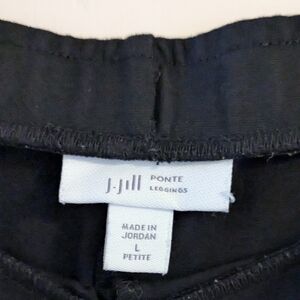 J.Jill PONTE
LEGGINGS
MADE IN
JORDAN
L
PETITE